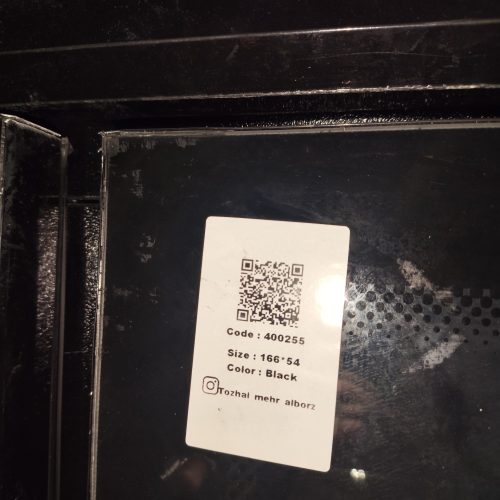 Code : 400255
Size : 166*54
Color : Black
Tozhal mehr alborz